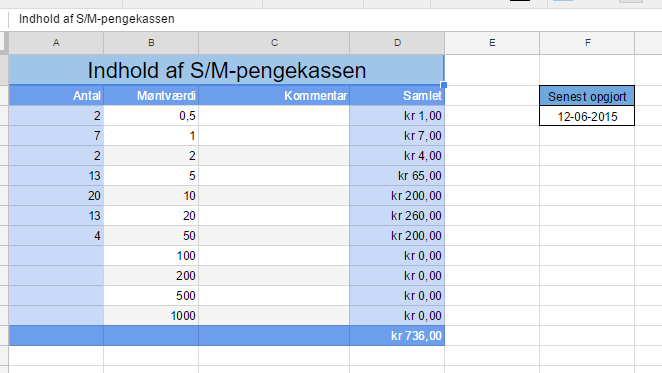 Indhold af S/M-pengekassen
A B C D E F
Indhold af S/M-pengekassen
Antal Møntværdi Kommentar Samlet Senest opgjort
2 0,5 kr 1,00 12-06-2015
7 1 kr 7,00
2 2 kr 4,00
13 5 kr 65,00
20 10 kr 200,00
13 20 kr 260,00
4 50 kr 200,00
100 kr 0,00
200 kr 0,00
500 kr 0,00
1000 kr 0,00
kr 736,00